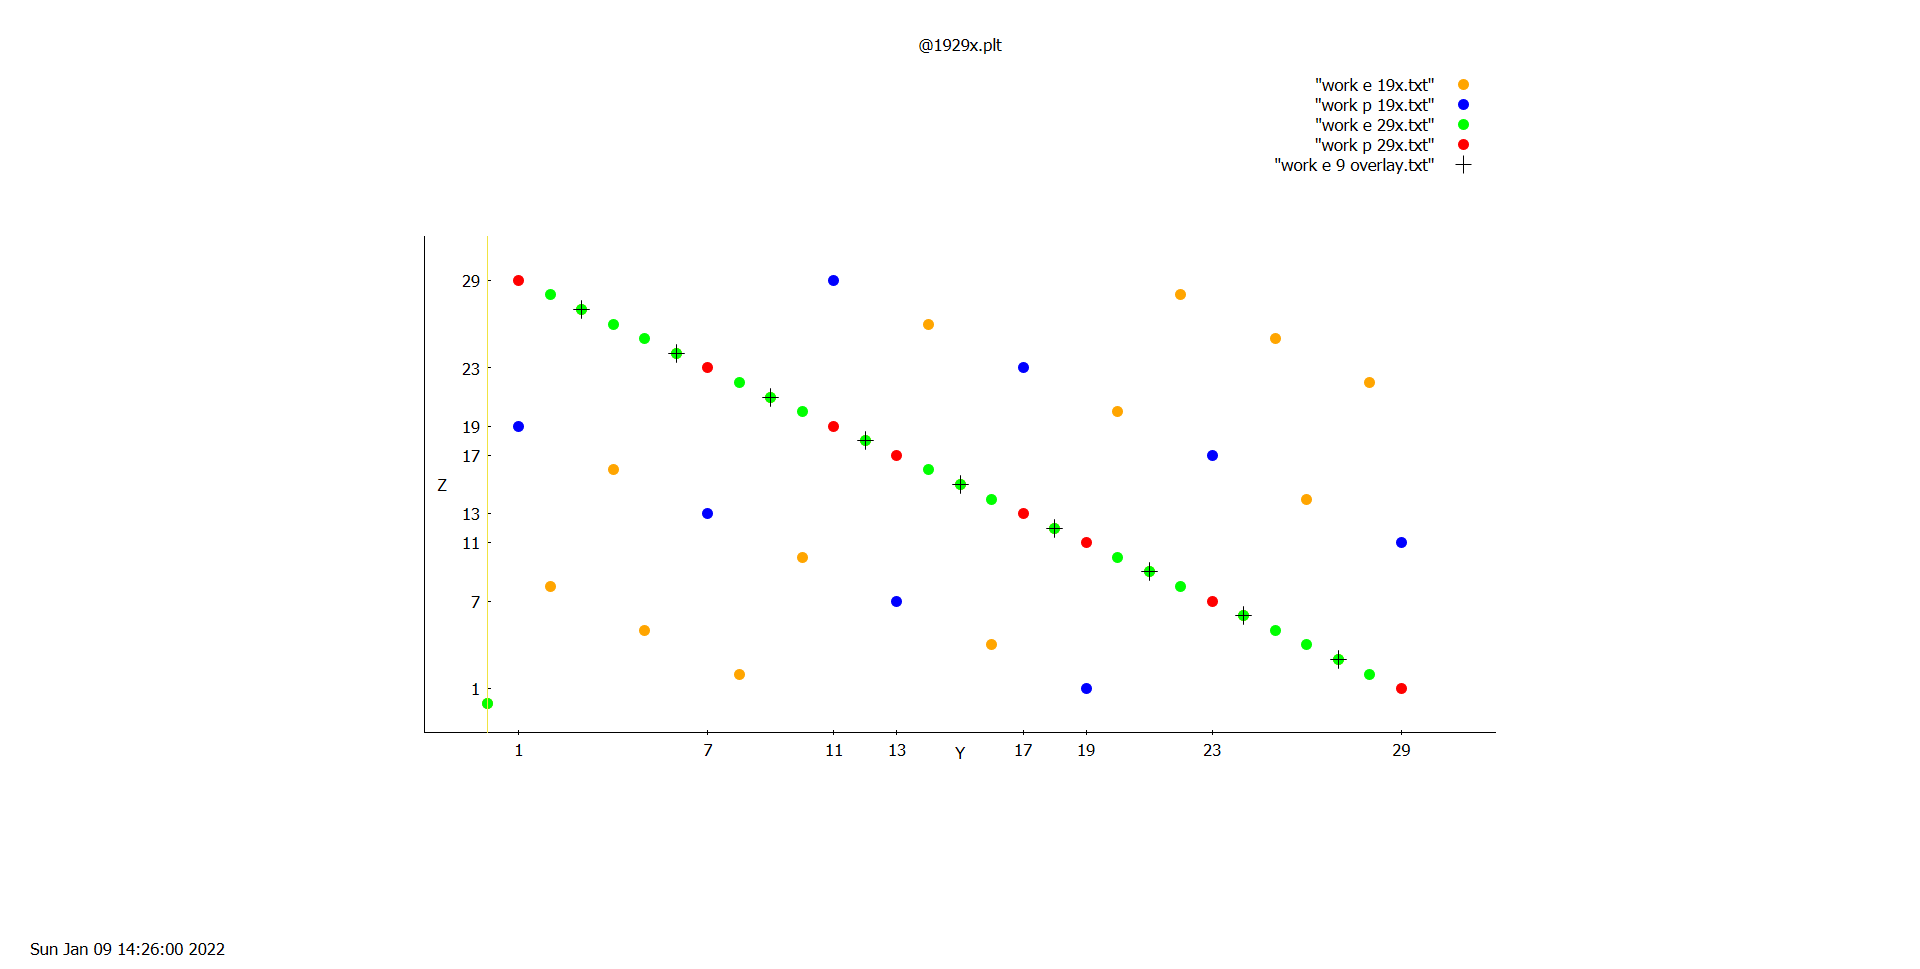 @1929x.plt
"work e 19x.txt"
"work p 19x.txt"
"work e 29x.txt"
"work p 29x.txt"
"work e 9 overlay.txt"
29
23
19
17
Z
13
11
7
1
1 7 11 13 Y 17 19 23 29
Sun Jan 09 14:26:00 2022